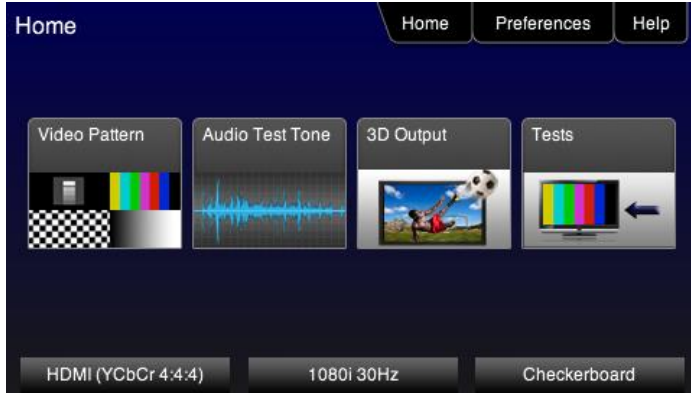 Home
Home
Preferences
Help
Video Pattern
Audio Test Tone
3D Output
Tests
HDMI (YCbCr 4:4:4)
1080i 30Hz
Checkerboard